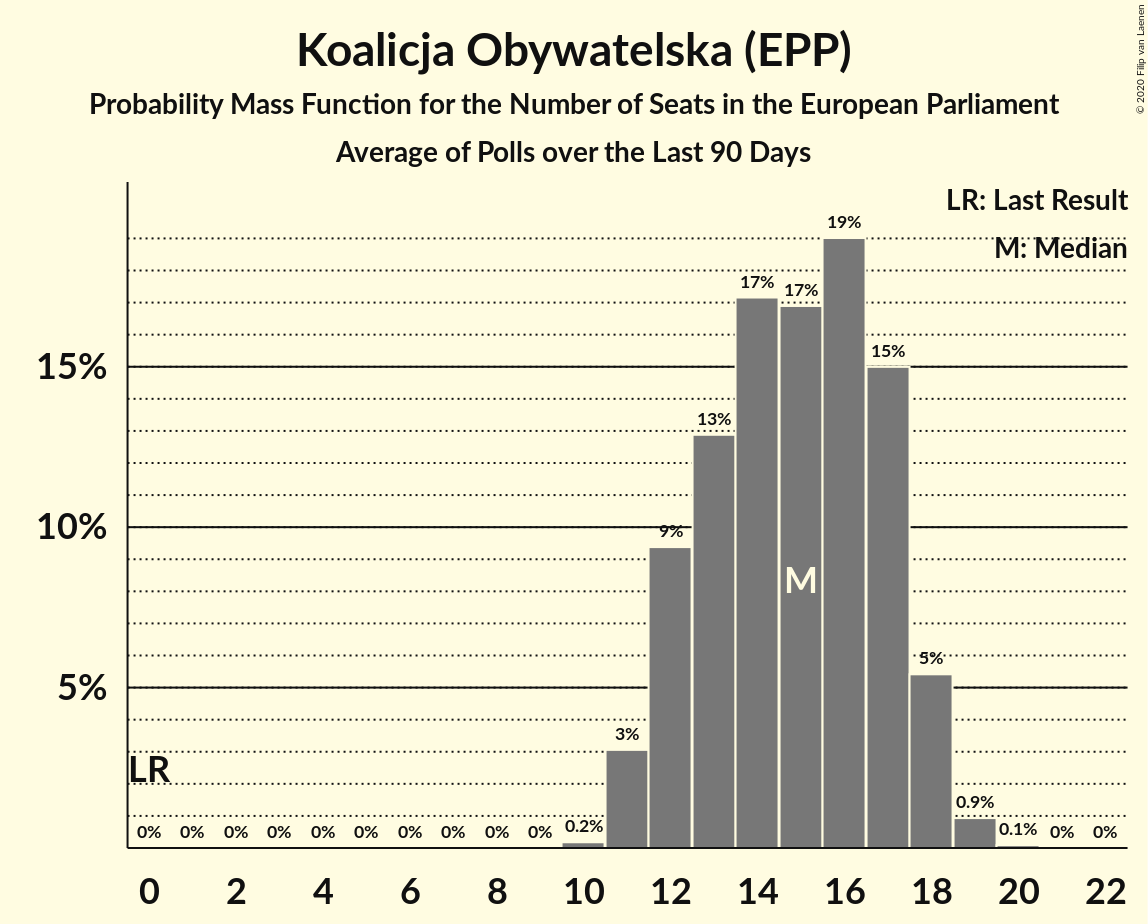 Koalicja Obywatelska (EPP)
Probability Mass Function for the Number of Seats in the European Parliament
Average of Polls over the Last 90 Days
© 2020 Filip van Laenen
LR: Last Result
M: Median
15%
10%
5%
LR
M
0% 0% 0% 0% 0% 0% 0% 0% 0% 0% 0.2% 3% 9% 13% 17% 17% 19% 15% 5% 0.9% 0.1% 0% 0%
0 2 4 6 8 10 12 14 16 18 20 22